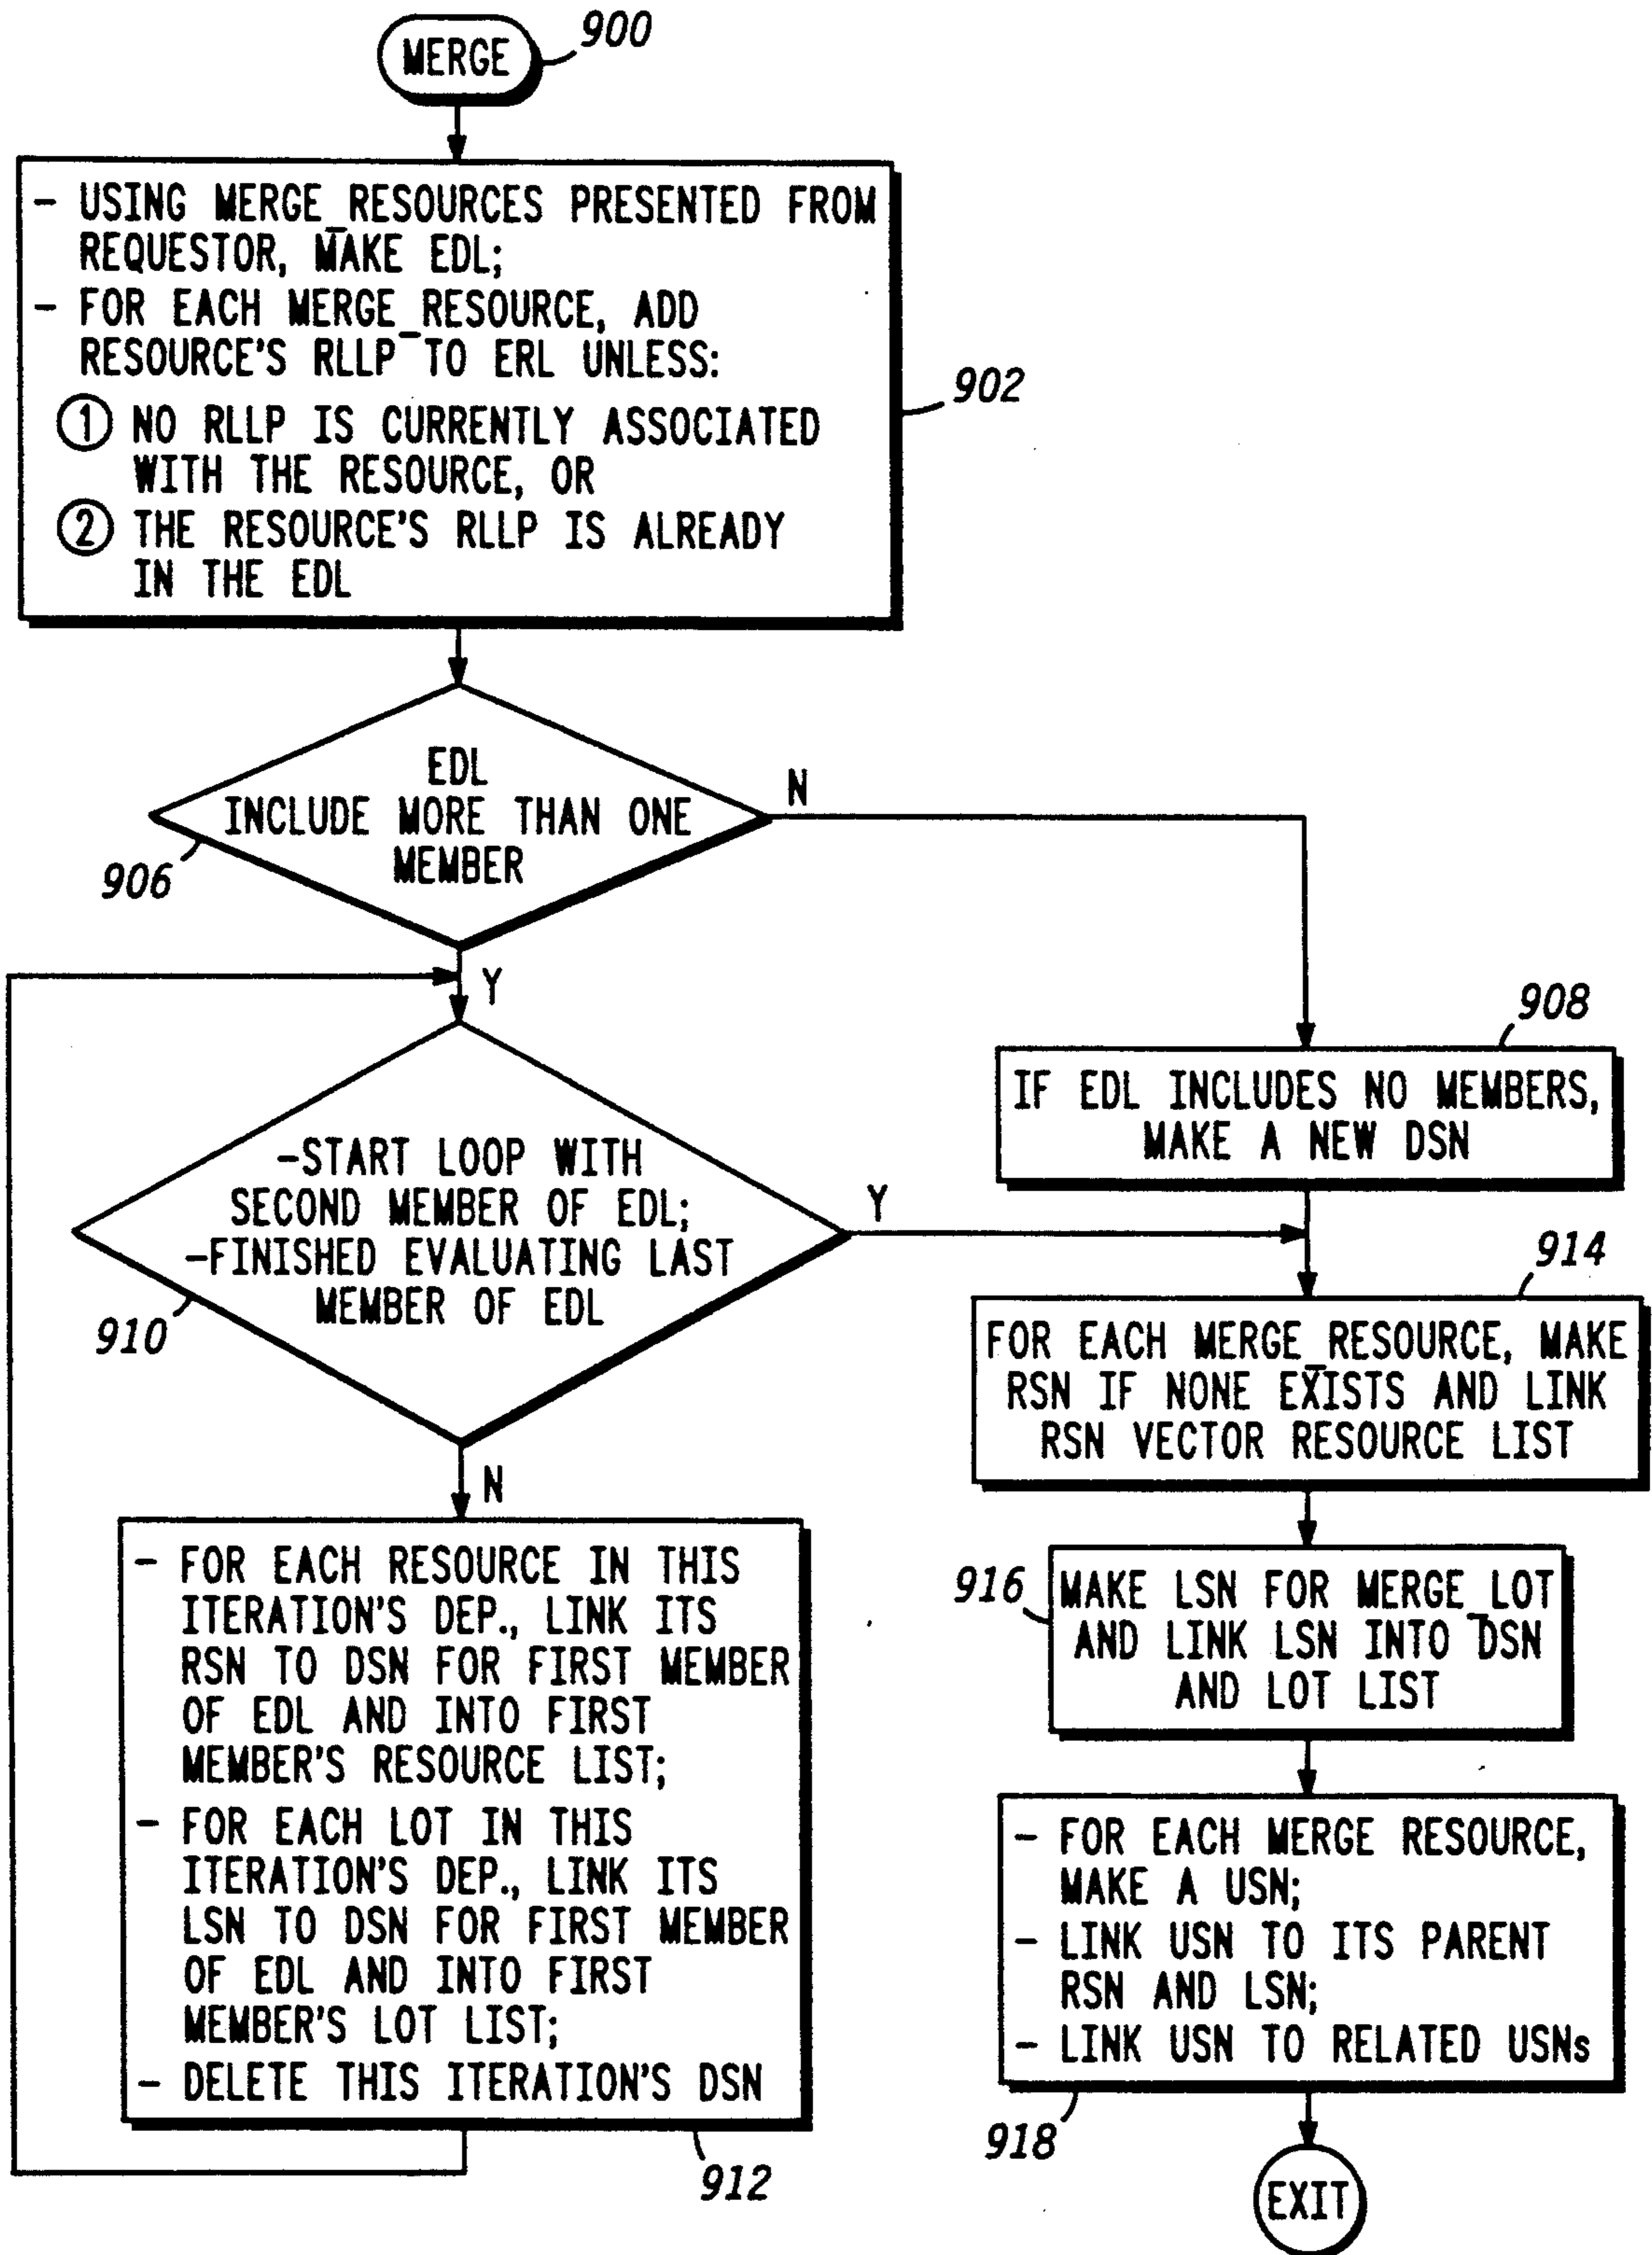 MERGE
900
- USING MERGE_RESOURCES PRESENTED FROM
REQUESTOR, MAKE EDL;
- FOR EACH MERGE_RESOURCE, ADD
RESOURCE'S RLLP TO ERL UNLESS:
① NO RLLP IS CURRENTLY ASSOCIATED
WITH THE RESOURCE, OR
② THE RESOURCE'S RLLP IS ALREADY
IN THE EDL
902
EDL
INCLUDE MORE THAN ONE
MEMBER
906
N
Y
908
IF EDL INCLUDES NO MEMBERS,
MAKE A NEW DSN
-START LOOP WITH
SECOND MEMBER OF EDL;
-FINISHED EVALUATING LAST
MEMBER OF EDL
910
Y
N
914
FOR EACH MERGE_RESOURCE, MAKE
RSN IF NONE EXISTS AND LINK
RSN VECTOR RESOURCE LIST
- FOR EACH RESOURCE IN THIS
ITERATION'S DEP., LINK ITS
RSN TO DSN FOR FIRST MEMBER
OF EDL AND INTO FIRST
MEMBER'S RESOURCE LIST;
- FOR EACH LOT IN THIS
ITERATION'S DEP., LINK ITS
LSN TO DSN FOR FIRST MEMBER
OF EDL AND INTO FIRST
MEMBER'S LOT LIST;
- DELETE THIS ITERATION'S DSN
912
916
MAKE LSN FOR MERGE_LOT
AND LINK LSN INTO DSN
AND LOT LIST
- FOR EACH MERGE RESOURCE,
MAKE A USN;
- LINK USN TO ITS PARENT
RSN AND LSN;
- LINK USN TO RELATED USNs
918
EXIT